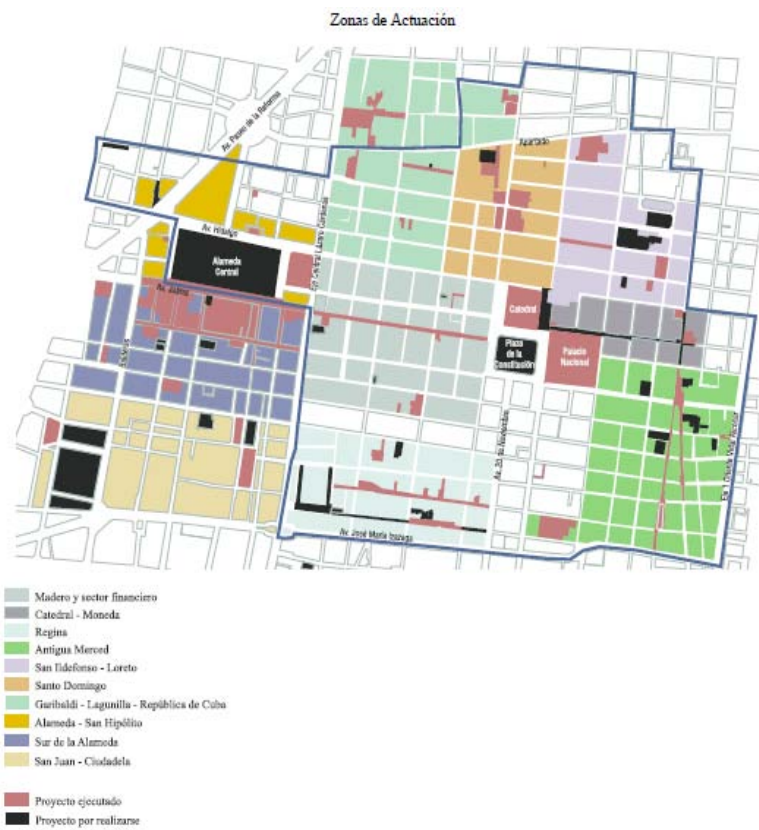 Zonas de Actuación
Av. Paseo de la Reforma
Apartado
Eje Central Lázaro Cárdenas
Av. Hidalgo
Alameda
Central
Av. Juárez
Catedral
Plaza
de la
Constitución
Palacio
Nacional
Balderas
Av. 20 de Noviembre
Av. José María Izazaga
Madero y sector financiero
Catedral - Moneda
Regina
Antigua Merced
San Ildefonso - Loreto
Santo Domingo
Garibaldi - Lagunilla - República de Cuba
Alameda - San Hipólito
Sur de la Alameda
San Juan - Ciudadela
Proyecto ejecutado
Proyecto por realizarse